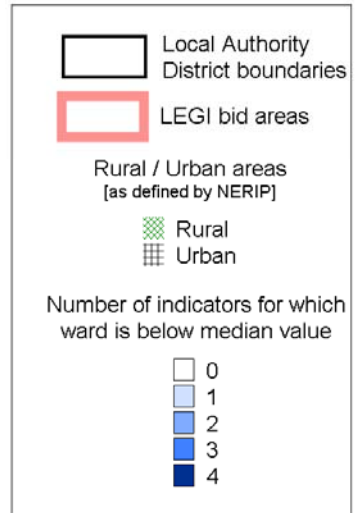 Local Authority
District boundaries
LEGI bid areas
Rural / Urban areas
[as defined by NERIP]
Rural
Urban
Number of indicators for which
ward is below median value
0
1
2
3
4